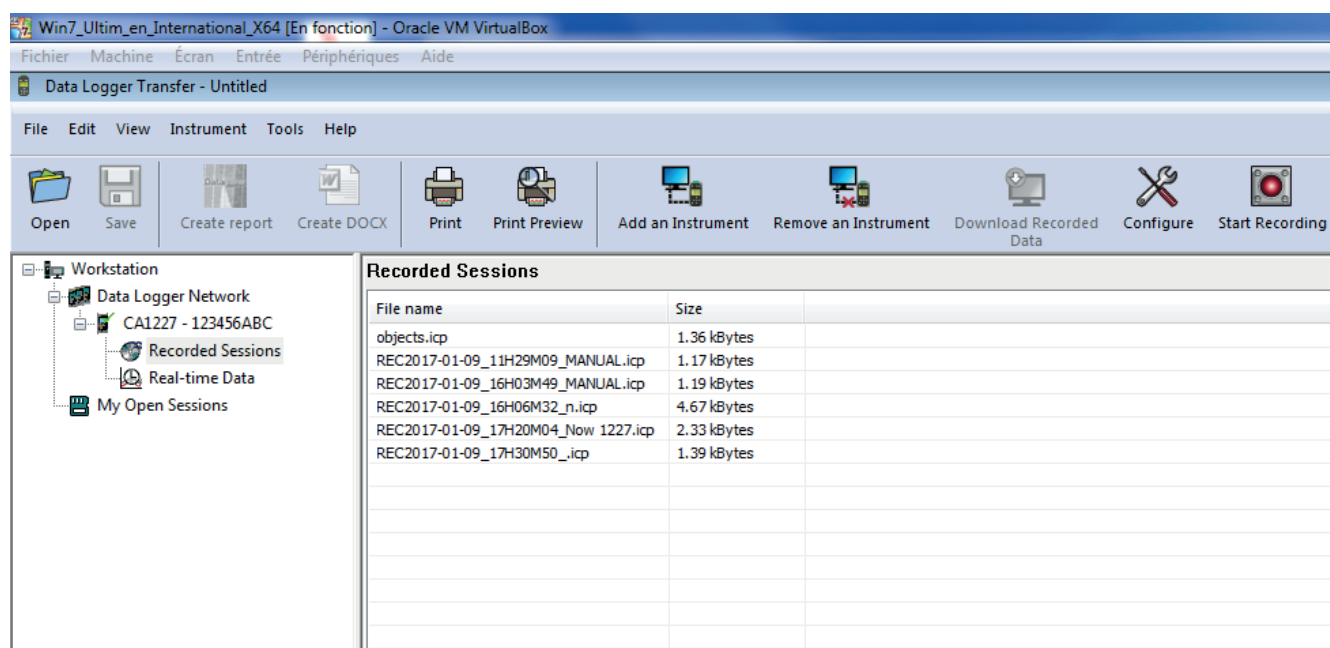 Win7_Ultim_en_International_X64 [En fonction] - Oracle VM VirtualBox
Fichier Machine Écran Entrée Périphériques Aide
Data Logger Transfer - Untitled
File Edit View Instrument Tools Help
Open Save Create report Create DOCX Print Print Preview Add an Instrument Remove an Instrument Download Recorded Data Configure Start Recording
Workstation
Data Logger Network
CA1227 - 123456ABC
Recorded Sessions
Real-time Data
My Open Sessions
Recorded Sessions
File name Size
objects.icp 1.36 kBytes
REC2017-01-09_11H29M09_MANUAL.icp 1.17 kBytes
REC2017-01-09_16H03M49_MANUAL.icp 1.19 kBytes
REC2017-01-09_16H06M32_n.icp 4.67 kBytes
REC2017-01-09_17H20M04_Now 1227.icp 2.33 kBytes
REC2017-01-09_17H30M50_.icp 1.39 kBytes